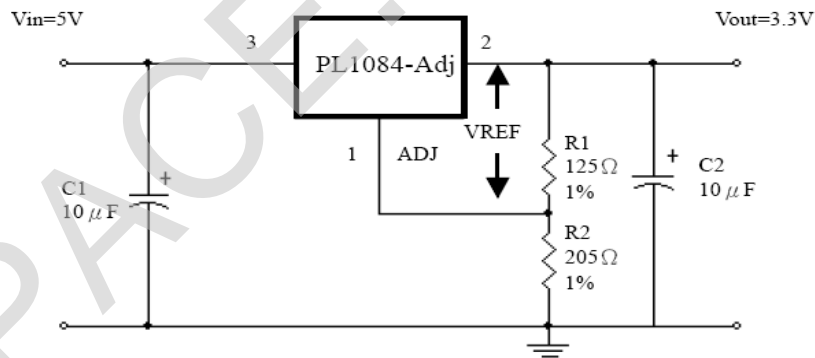 Vin=5V
Vout=3.3V
3
PL1084-Adj
2
VREF
1
ADJ
R1
125Ω
1%
+
C2
10μF
+
C1
10μF
R2
205Ω
1%
PACE.